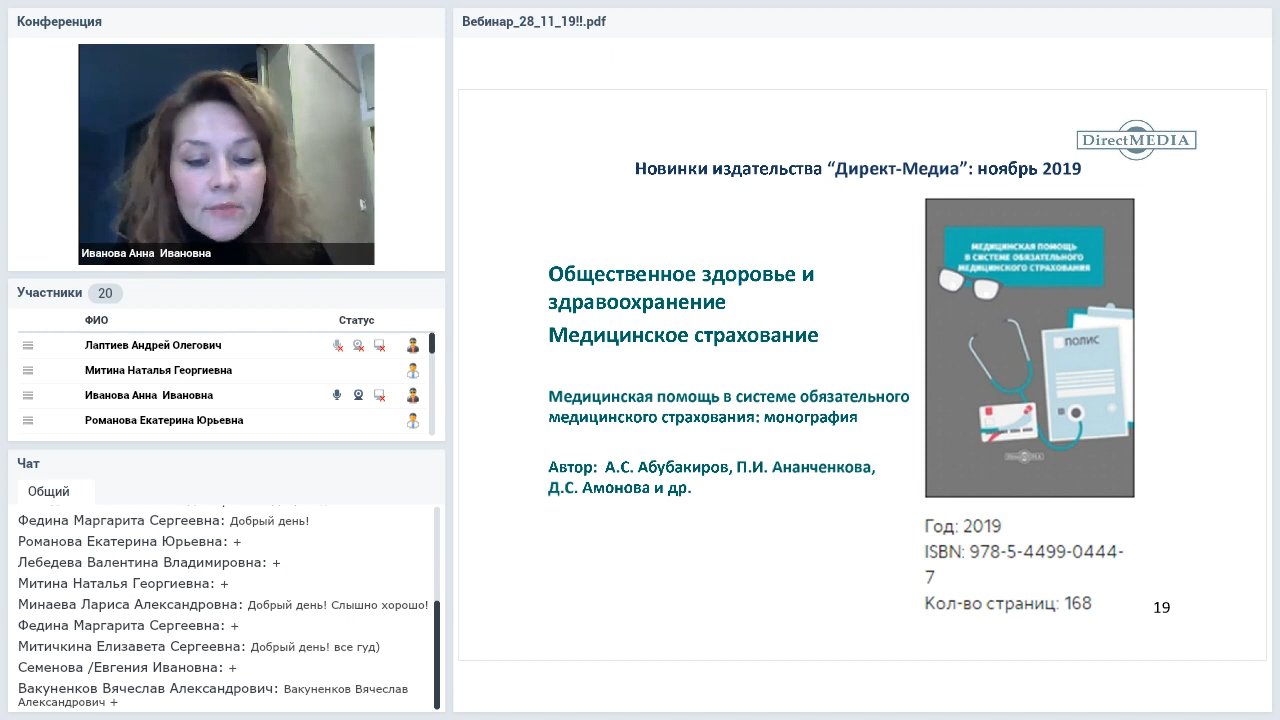 Конференция
Иванова Анна  Ивановна
Участники 20
ФИО Статус
Лаптиев Андрей Олегович
Митина Наталья Георгиевна
Иванова Анна  Ивановна
Романова Екатерина Юрьевна
Чат
Общий
Федина Маргарита Сергеевна: Добрый день!
Романова Екатерина Юрьевна: +
Лебедева Валентина Владимировна: +
Митина Наталья Георгиевна: +
Минаева Лариса Александровна: Добрый день! Слышно хорошо!
Федина Маргарита Сергеевна: +
Митичкина Елизавета Сергеевна: Добрый день! все гуд)
Семенова /Евгения Ивановна: +
Вакуненков Вячеслав Александрович: Вакуненков Вячеслав
Александрович +
Вебинар_28_11_19!!.pdf
DirectMEDIA
Новинки издательства “Директ-Медиа”: ноябрь 2019
Общественное здоровье и
здравоохранение
Медицинское страхование
Медицинская помощь в системе обязательного
медицинского страхования: монография
Автор:  А.С. Абубакиров, П.И. Ананченкова,
Д.С. Амонова и др.
МЕДИЦИНСКАЯ ПОМОЩЬ
В СИСТЕМЕ ОБЯЗАТЕЛЬНОГО
МЕДИЦИНСКОГО СТРАХОВАНИЯ
ПОЛИС
Год: 2019
ISBN: 978-5-4499-0444-
7
Кол-во страниц: 168
19